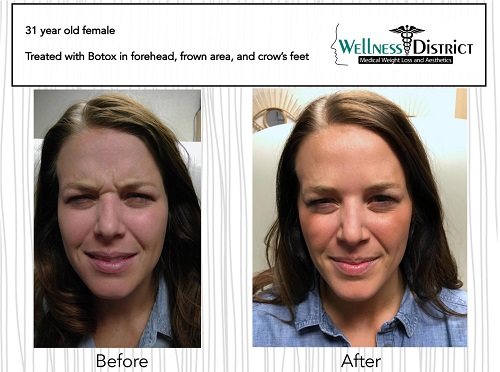 31 year old female
WELLNESS DISTRICT
Medical Weight Loss and Aesthetics
Treated with Botox in forehead, frown area, and crow's feet
Before
After